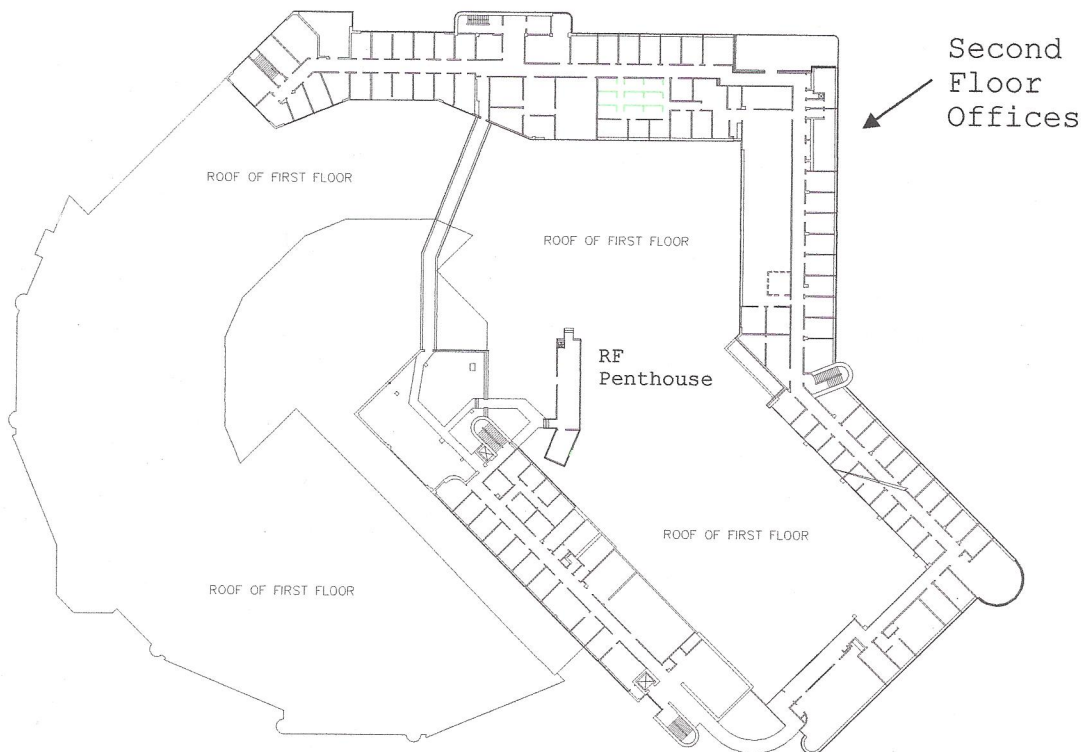 Second
Floor
Offices
ROOF OF FIRST FLOOR
ROOF OF FIRST FLOOR
RF
Penthouse
ROOF OF FIRST FLOOR
ROOF OF FIRST FLOOR